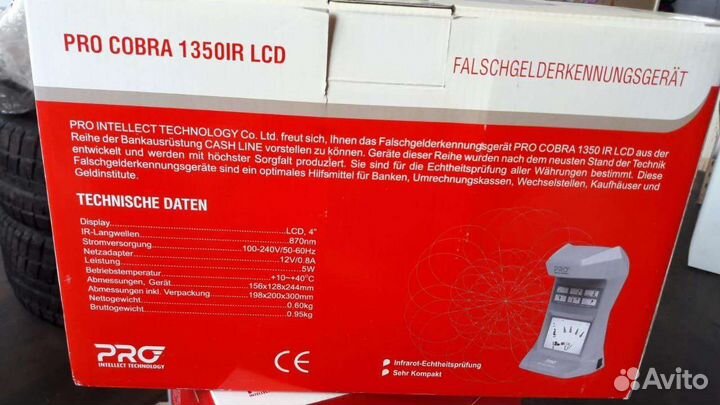 PRO COBRA 1350IR LCD
FALSCHGELDERKENNUNGSGERÄT
PRO INTELLECT TECHNOLOGY Co. Ltd. freut sich, Ihnen das Falschgelderkennungsgerät PRO COBRA 1350 IR LCD aus der
Reihe der Bankausrüstung CASH LINE vorstellen zu können. Geräte dieser Reihe wurden nach dem neusten Stand der Technik
entwickelt und werden mit höchster Sorgfalt produziert. Sie sind für die Echtheitsprüfung aller Währungen bestimmt. Diese
Falschgelderkennungsgeräte sind ein optimales Hilfsmittel für Banken, Umrechnungskassen, Wechselstellen, Kaufhäuser und
Geldinstitute.
TECHNISCHE DATEN
Display LCD, 4"
IR-Langwellen 870nm
Stromversorgung 100-240V/50-60Hz
Netzadapter 12V/0.8A
Leistung 5W
Betriebstemperatur +10~+40°C
Abmessungen, Gerät 156x128x244mm
Abmessungen inkl. Verpackung 198x200x300mm
Nettogewicht 0.80kg
Bruttogewicht 0.95kg
PRO
INTELLECT TECHNOLOGY
CE
Infrarot-Echtheitsprüfung
Sehr Kompakt
PRO
Avito